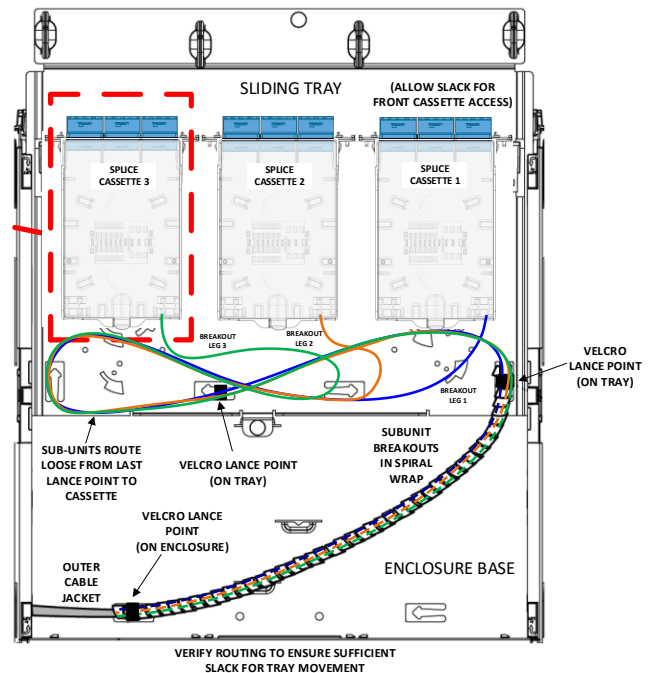 SLIDING TRAY
(ALLOW SLACK FOR
FRONT CASSETTE ACCESS)
SPLICE
CASSETTE 3
SPLICE
CASSETTE 2
SPLICE
CASSETTE 1
BREAKOUT
LEG 3
BREAKOUT
LEG 2
BREAKOUT
LEG 1
VELCRO
LANCE POINT
(ON TRAY)
SUB-UNITS ROUTE
LOOSE FROM LAST
LANCE POINT TO
CASSETTE
VELCRO LANCE POINT
(ON TRAY)
SUBUNIT
BREAKOUTS
IN SPIRAL
WRAP
VELCRO LANCE
POINT
(ON ENCLOSURE)
OUTER
CABLE
JACKET
ENCLOSURE BASE
VERIFY ROUTING TO ENSURE SUFFICIENT
SLACK FOR TRAY MOVEMENT